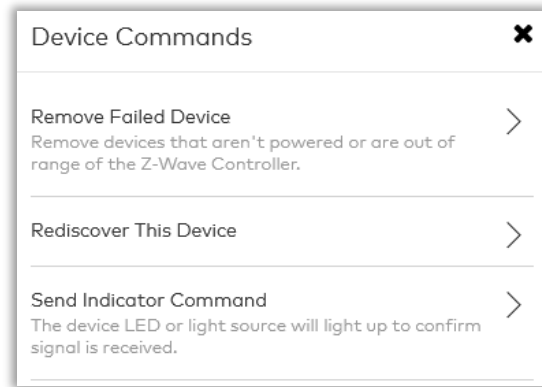 Device Commands
Remove Failed Device
Remove devices that aren't powered or are out of
range of the Z-Wave Controller.
Rediscover This Device
Send Indicator Command
The device LED or light source will light up to confirm
signal is received.